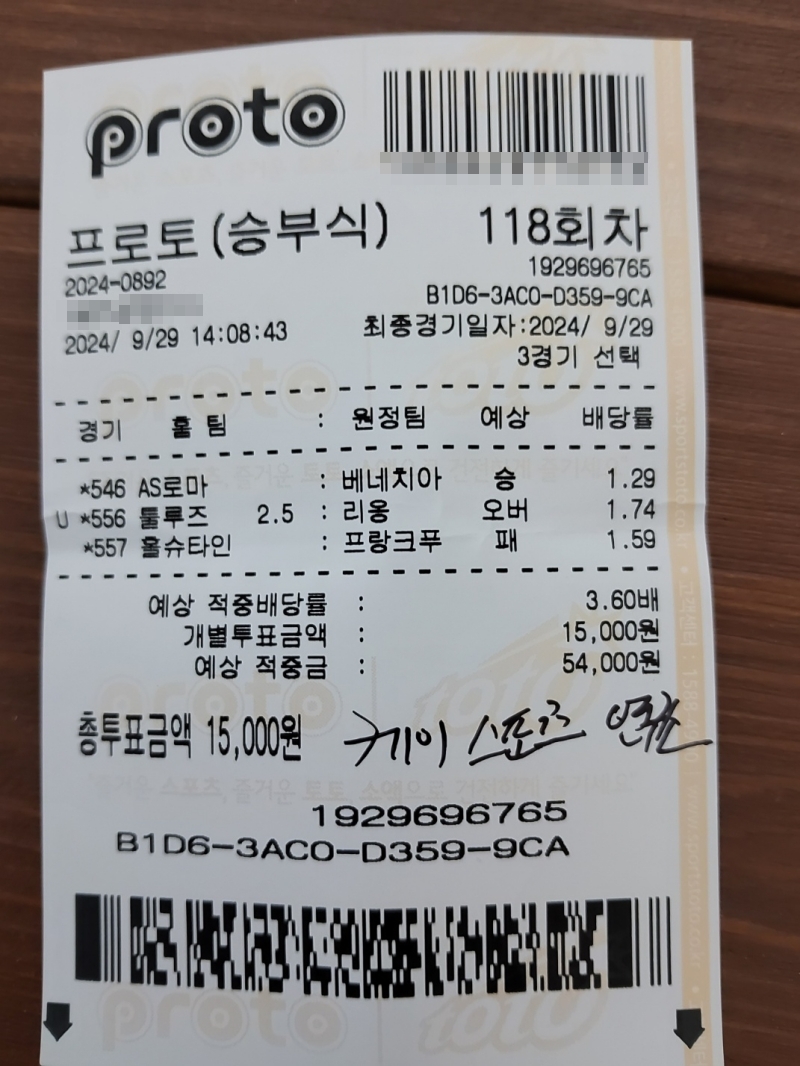 proto
프로토(승부식) 118회차
2024-0892 1929696765
B1D6-3AC0-D359-9CA
2024/ 9/29 14:08:43 최종경기일자:2024/ 9/29
3경기 선택
경기 홈 팀 : 원정팀 예상 배당률
*546 AS로마 : 베네치아 승 1.29
U *556 툴루즈 2.5 : 리옹 오버 1.74
*557 홀슈타인 : 프랑크푸 패 1.59
예상 적중배당률 : 3.60배
개별투표금액 : 15,000원
예상 적중금 : 54,000원
총투표금액 15,000원 케이스포츠
1929696765
B1D6-3AC0-D359-9CA